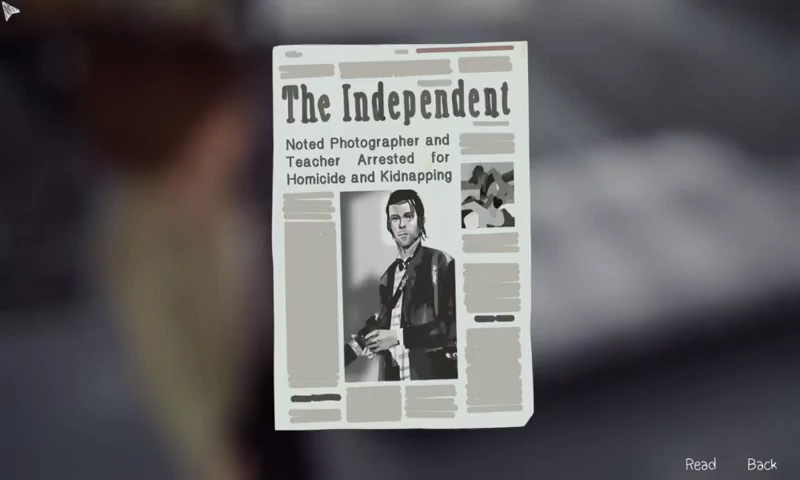 The Independent
Noted Photographer and
Teacher Arrested for
Homicide and Kidnapping
Read Back